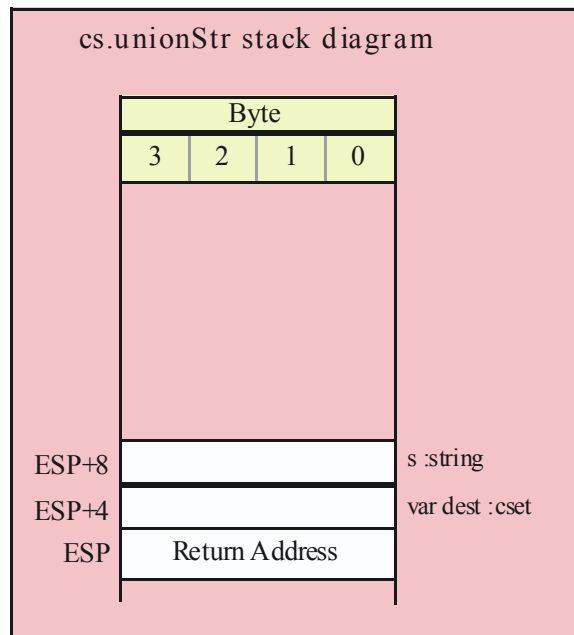 cs.unionStr stack diagram
Byte
3 2 1 0
ESP+8 s :string
ESP+4 var dest :cset
ESP Return Address